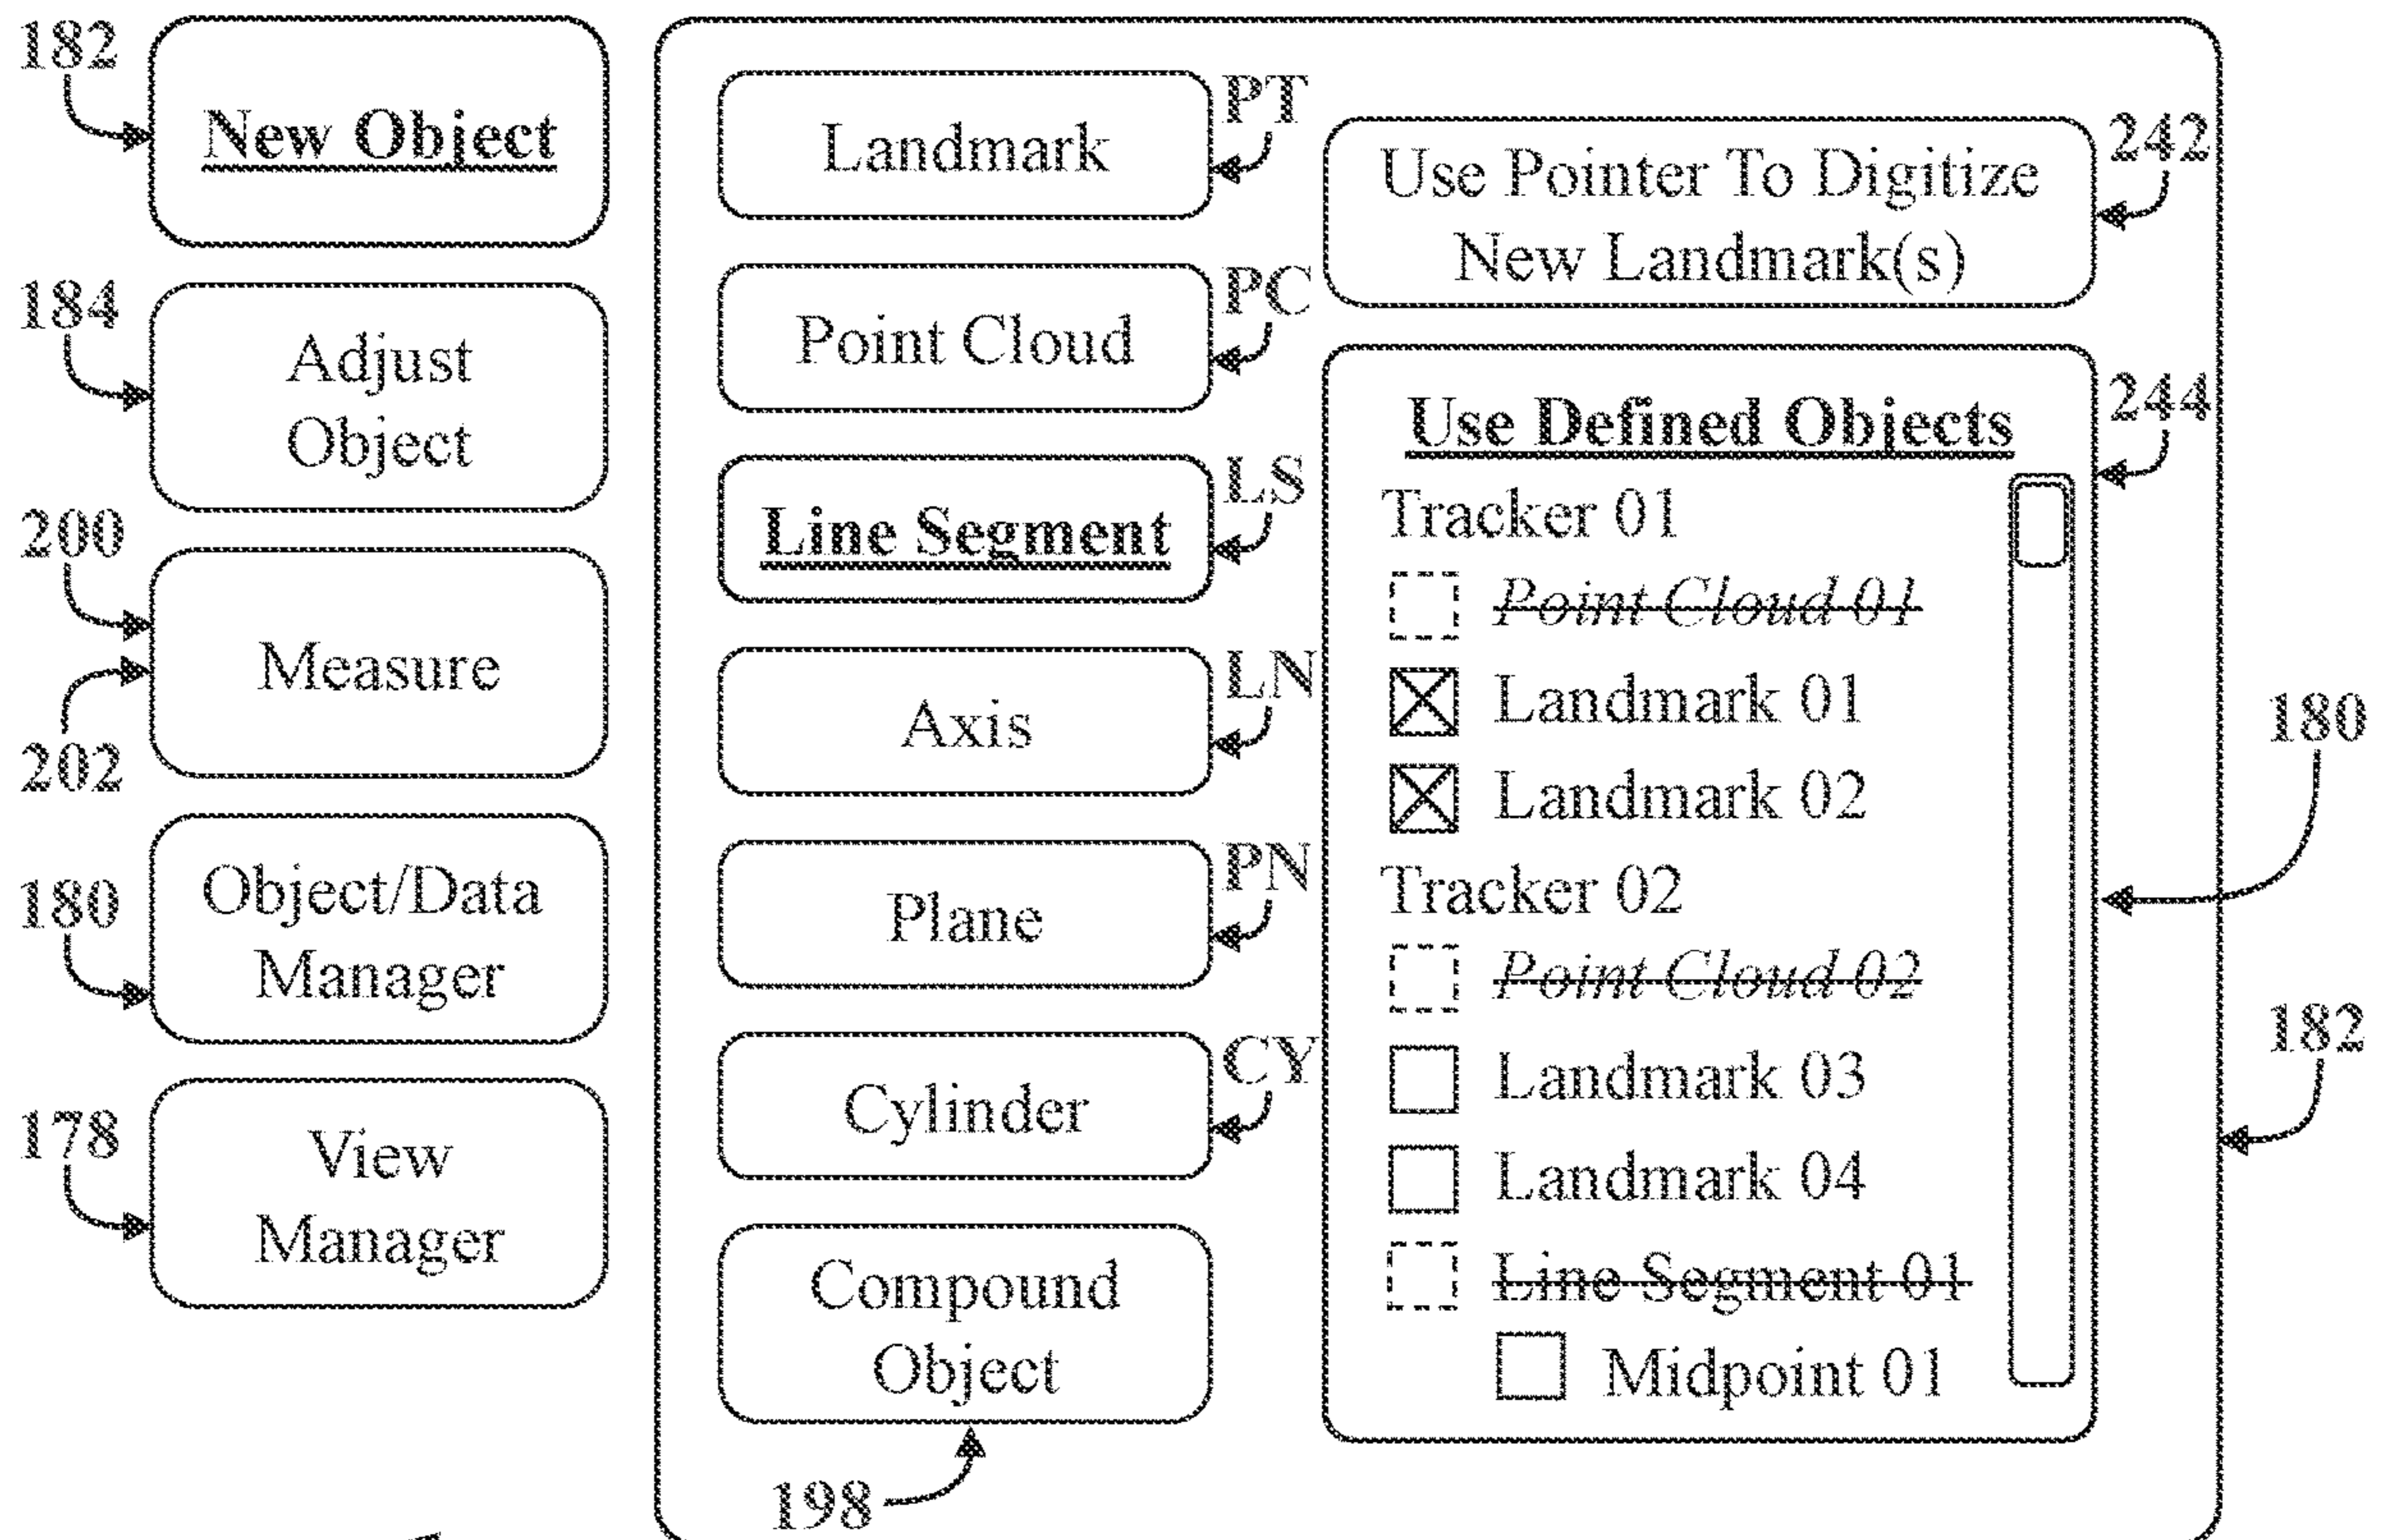 182
New Object
184
Adjust
Object
200
Measure
202
180
Object/Data
Manager
178
View
Manager
Landmark
PT
Point Cloud
PC
Line Segment
LS
Axis
LN
Plane
PN
Cylinder
CY
Compound
Object
198
Use Pointer To Digitize
New Landmark(s)
242
Use Defined Objects
244
Tracker 01
Point Cloud 01
Landmark 01
Landmark 02
Tracker 02
Point Cloud 02
Landmark 03
Landmark 04
Line Segment 01
Midpoint 01
180
182